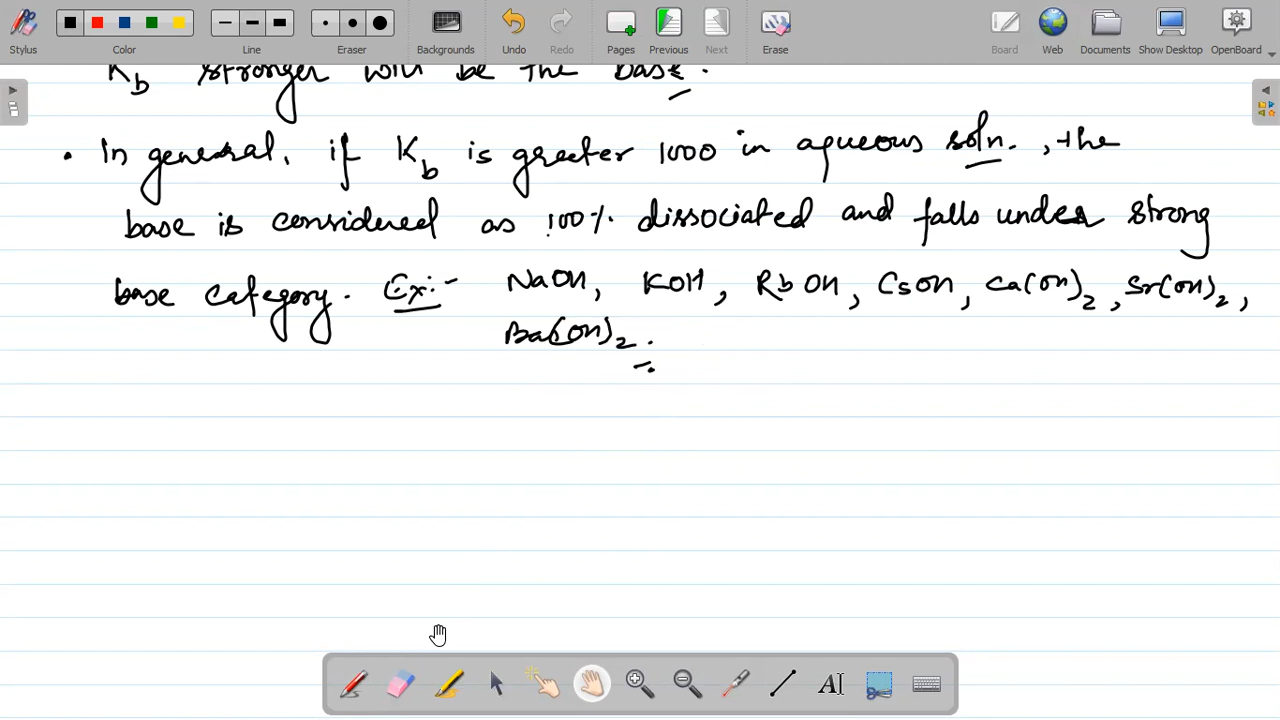 Stylus Color Line Eraser Backgrounds Undo Redo Pages Previous Next Erase Board Web Documents Show Desktop OpenBoard
Kb stronger will be the base.
• In general, if Kb is greater 1000 in aqueous soln., the
base is considered as 100% dissociated and falls under strong
base category. Ex:- NaOH, KOH, RbOH, CsOH, Ca(OH)2, Sr(OH)2,
Ba(OH)2.